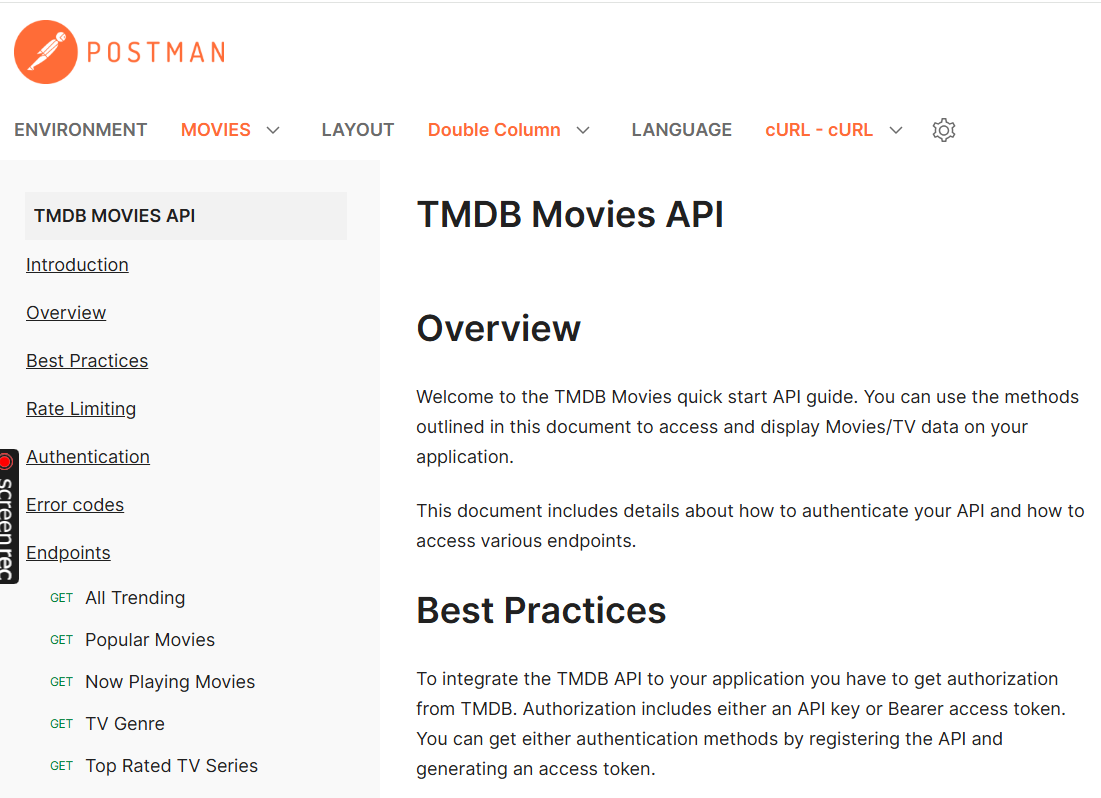 POSTMAN
ENVIRONMENT MOVIES LAYOUT Double Column LANGUAGE cURL - cURL
TMDB MOVIES API
Introduction
Overview
Best Practices
Rate Limiting
Authentication
Error codes
Endpoints
GET All Trending
GET Popular Movies
GET Now Playing Movies
GET TV Genre
GET Top Rated TV Series
screenrec
TMDB Movies API
Overview
Welcome to the TMDB Movies quick start API guide. You can use the methods
outlined in this document to access and display Movies/TV data on your
application.
This document includes details about how to authenticate your API and how to
access various endpoints.
Best Practices
To integrate the TMDB API to your application you have to get authorization
from TMDB. Authorization includes either an API key or Bearer access token.
You can get either authentication methods by registering the API and
generating an access token.